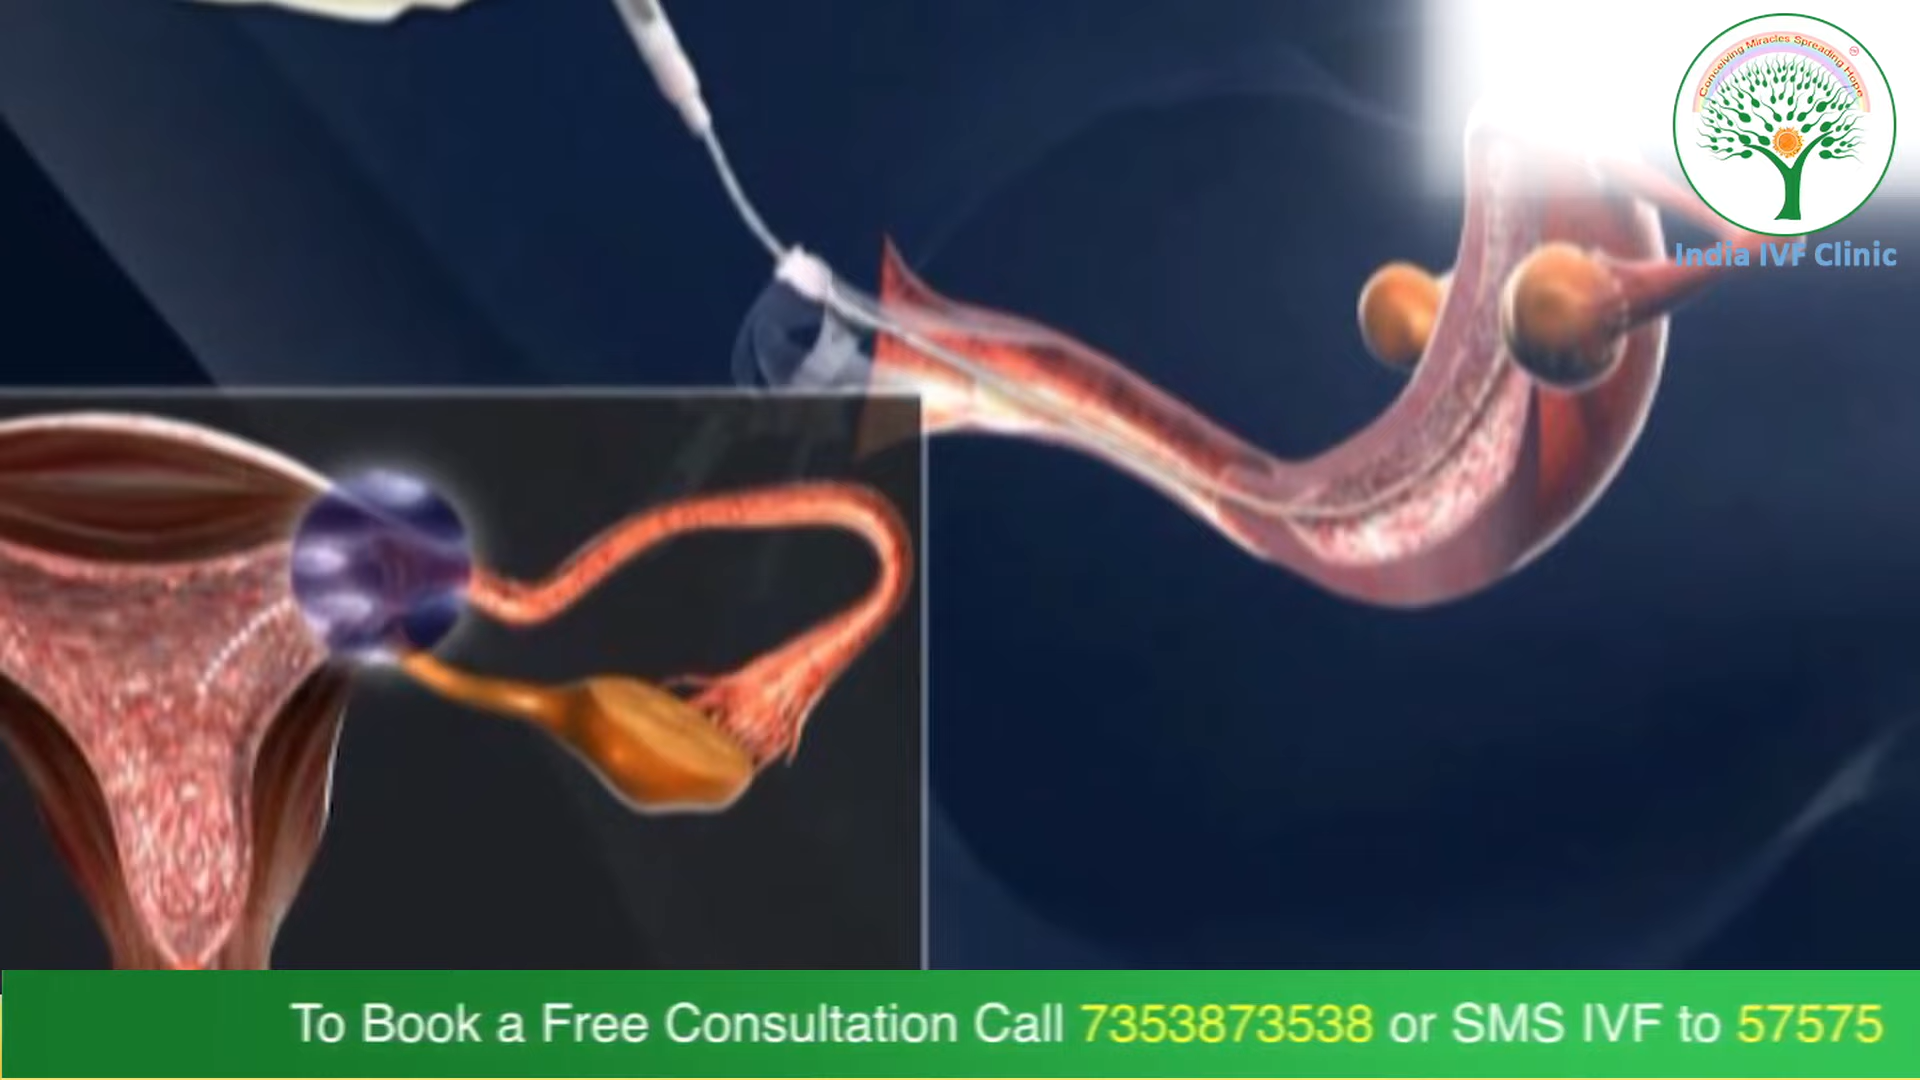 Conceiving Miracles Spreading Hope
India IVF Clinic
To Book a Free Consultation Call 7353873538 or SMS IVF to 57575